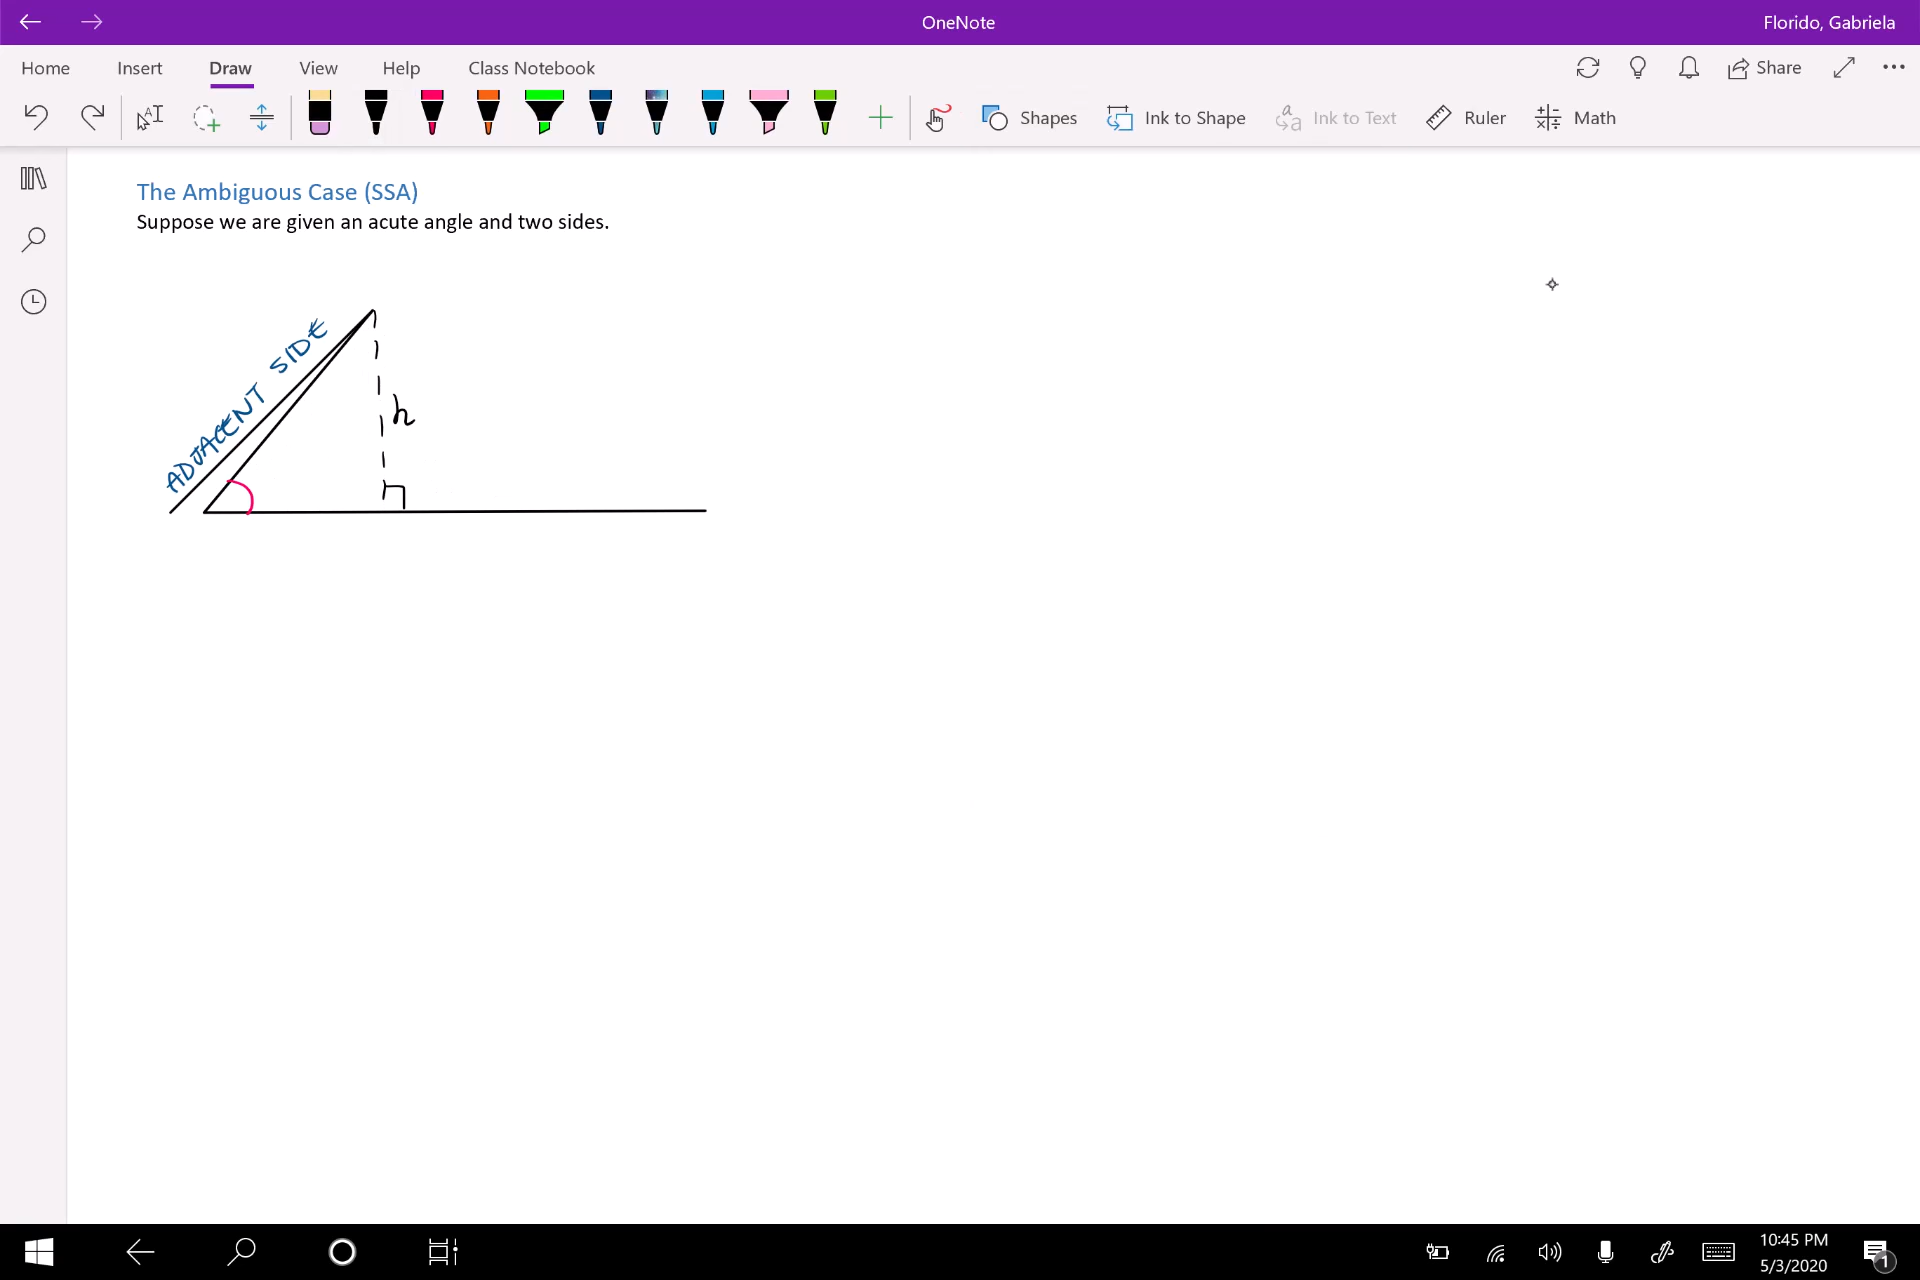 OneNote
Florido, Gabriela
Home Insert Draw View Help Class Notebook Share
Shapes Ink to Shape Ink to Text Ruler Math
The Ambiguous Case (SSA)
Suppose we are given an acute angle and two sides.
ADJACENT SIDE
h
10:45 PM
5/3/2020
1